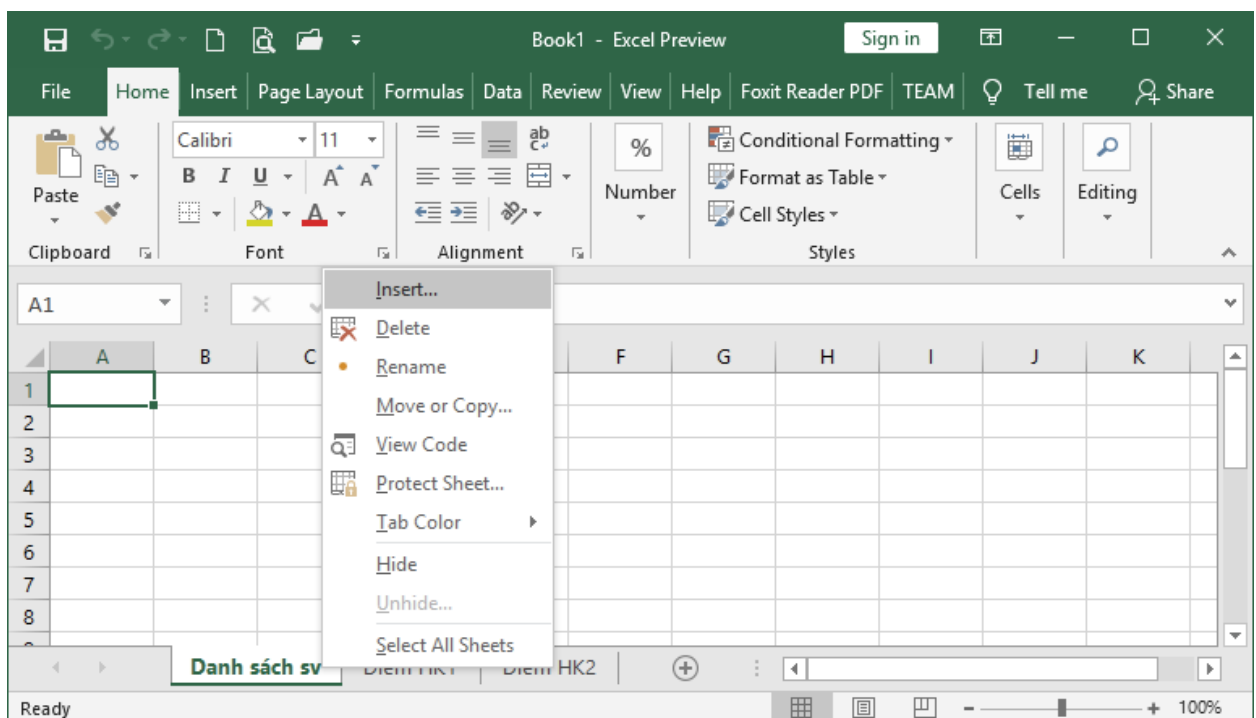 Book1 - Excel Preview
Sign in
File Home Insert Page Layout Formulas Data Review View Help Foxit Reader PDF TEAM Tell me Share
Paste
Calibri 11
B I U A A
A
ab
c
%
Number
Conditional Formatting
Format as Table
Cell Styles
Cells
Editing
Clipboard Font Alignment Styles
A1
Insert...
Delete
Rename
Move or Copy...
View Code
Protect Sheet...
Tab Color
Hide
Unhide...
Select All Sheets
A B C F G H I J K
1
2
3
4
5
6
7
8
Danh sách sv Điểm HK1 Điểm HK2
Ready 100%